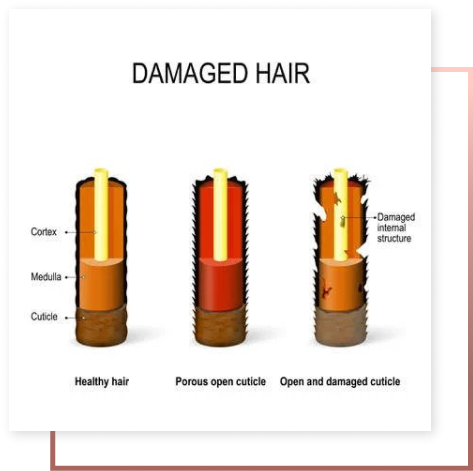 DAMAGED HAIR
Cortex
Medulla
Cuticle
Damaged
internal
structure
Healthy hair
Porous open cuticle
Open and damaged cuticle